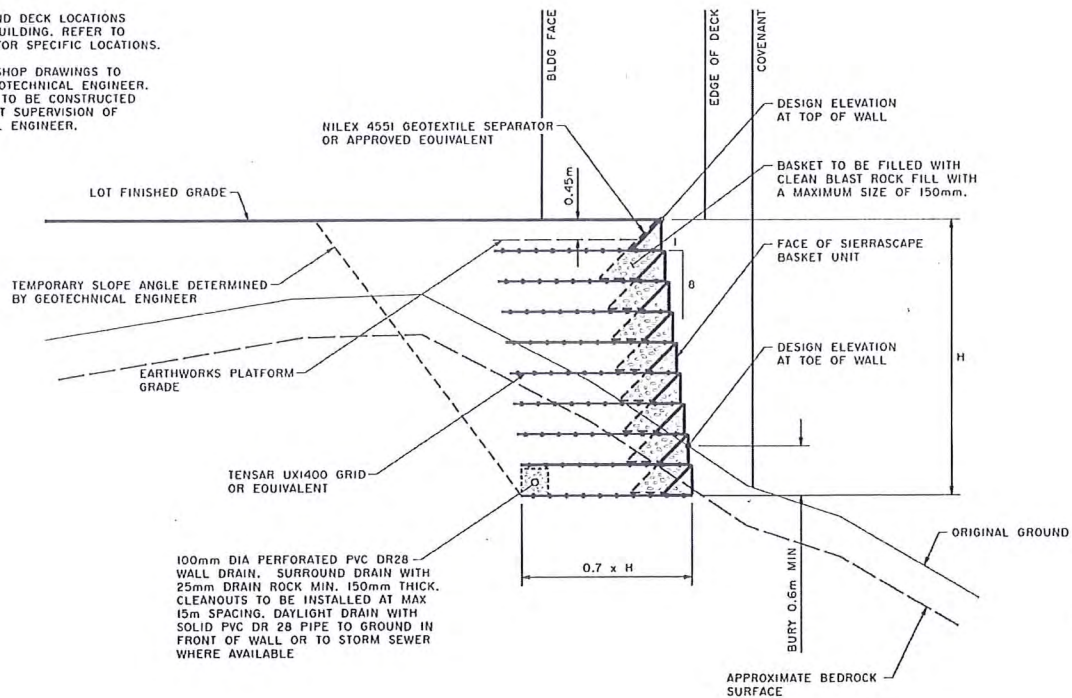 ND DECK LOCATIONS
UILDING. REFER TO
FOR SPECIFIC LOCATIONS.
SHOP DRAWINGS TO
EOTECHNICAL ENGINEER.
TO BE CONSTRUCTED
T SUPERVISION OF
L ENGINEER.
BLDG FACE
EDGE OF DECK
COVENANT
NILEX 4551 GEOTEXTILE SEPARATOR
OR APPROVED EQUIVALENT
DESIGN ELEVATION
AT TOP OF WALL
BASKET TO BE FILLED WITH
CLEAN BLAST ROCK FILL WITH
A MAXIMUM SIZE OF 150mm.
LOT FINISHED GRADE
0.45m
1
8
FACE OF SIERRASCAPE
BASKET UNIT
TEMPORARY SLOPE ANGLE DETERMINED
BY GEOTECHNICAL ENGINEER
DESIGN ELEVATION
AT TOE OF WALL
H
EARTHWORKS PLATFORM
GRADE
TENSAR UX1400 GRID
OR EQUIVALENT
ORIGINAL GROUND
100mm DIA PERFORATED PVC DR28
WALL DRAIN. SURROUND DRAIN WITH
25mm DRAIN ROCK MIN. 150mm THICK.
CLEANOUTS TO BE INSTALLED AT MAX
15m SPACING. DAYLIGHT DRAIN WITH
SOLID PVC DR 28 PIPE TO GROUND IN
FRONT OF WALL OR TO STORM SEWER
WHERE AVAILABLE
0.7 x H
BURY 0.6m MIN
APPROXIMATE BEDROCK
SURFACE